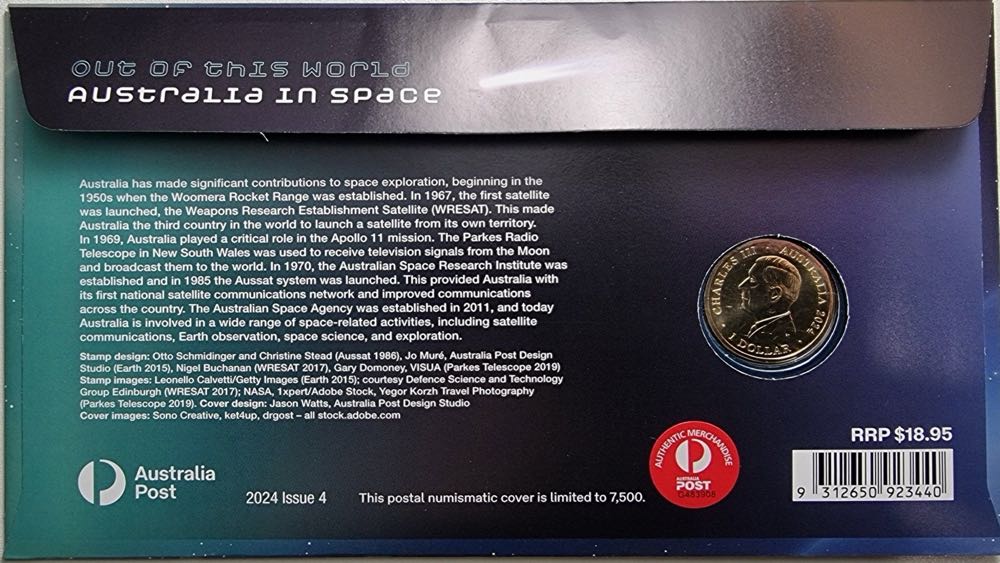 OUT OF THIS WORLD
AUSTRALIA IN SPACE
Australia has made significant contributions to space exploration, beginning in the
1950s when the Woomera Rocket Range was established. In 1967, the first satellite
was launched, the Weapons Research Establishment Satellite (WRESAT). This made
Australia the third country in the world to launch a satellite from its own territory.
In 1969, Australia played a critical role in the Apollo 11 mission. The Parkes Radio
Telescope in New South Wales was used to receive television signals from the Moon
and broadcast them to the world. In 1970, the Australian Space Research Institute was
established and in 1985 the Aussat system was launched. This provided Australia with
its first national satellite communications network and improved communications
across the country. The Australian Space Agency was established in 2011, and today
Australia is involved in a wide range of space-related activities, including satellite
communications, Earth observation, space science, and exploration.
Stamp design: Otto Schmidinger and Christine Stead (Aussat 1986), Jo Muré, Australia Post Design
Studio (Earth 2015), Nigel Buchanan (WRESAT 2017), Gary Domoney, VISUA (Parkes Telescope 2019)
Stamp images: Leonello Calvetti/Getty Images (Earth 2015); courtesy Defence Science and Technology
Group Edinburgh (WRESAT 2017); NASA, 1xpert/Adobe Stock, Yegor Korzh Travel Photography
(Parkes Telescope 2019). Cover design: Jason Watts, Australia Post Design Studio
Cover images: Sono Creative, ket4up, drgost – all stock.adobe.com
CHARLES III · AUSTRALIA 2024
1 DOLLAR
AUTHENTIC MERCHANDISE
AUSTRALIA
POST
G483908
RRP $18.95
9 312650 923440
Australia
Post
2024 Issue 4
This postal numismatic cover is limited to 7,500.